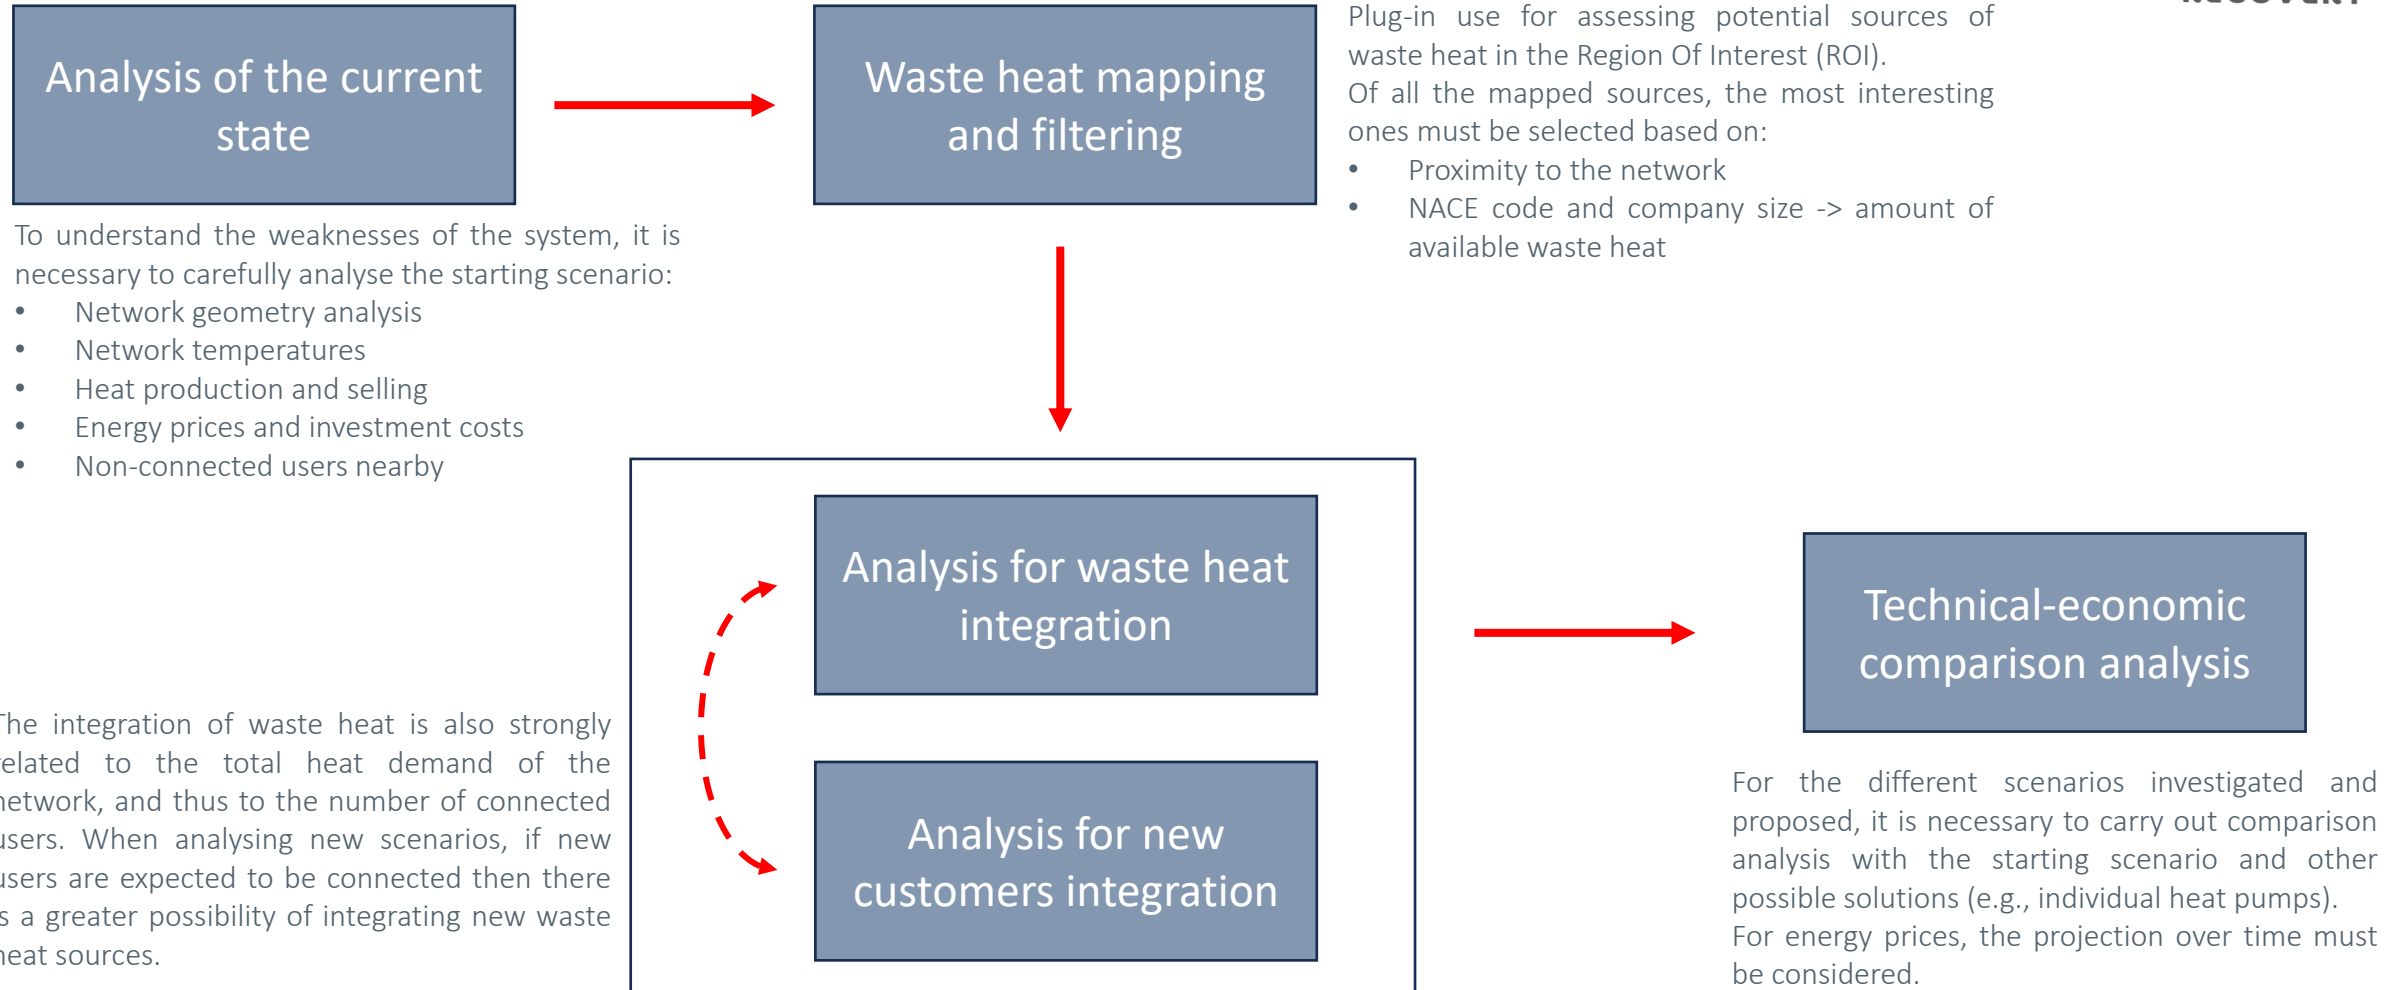 RECOVERY
Analysis of the current
state
Waste heat mapping
and filtering
Plug-in use for assessing potential sources of
waste heat in the Region Of Interest (ROI).
Of all the mapped sources, the most interesting
ones must be selected based on:
• Proximity to the network
• NACE code and company size -> amount of
available waste heat
To understand the weaknesses of the system, it is
necessary to carefully analyse the starting scenario:
• Network geometry analysis
• Network temperatures
• Heat production and selling
• Energy prices and investment costs
• Non-connected users nearby
Analysis for waste heat
integration
Analysis for new
customers integration
The integration of waste heat is also strongly
related to the total heat demand of the
network, and thus to the number of connected
users. When analysing new scenarios, if new
users are expected to be connected then there
is a greater possibility of integrating new waste
heat sources.
Technical-economic
comparison analysis
For the different scenarios investigated and
proposed, it is necessary to carry out comparison
analysis with the starting scenario and other
possible solutions (e.g., individual heat pumps).
For energy prices, the projection over time must
be considered.